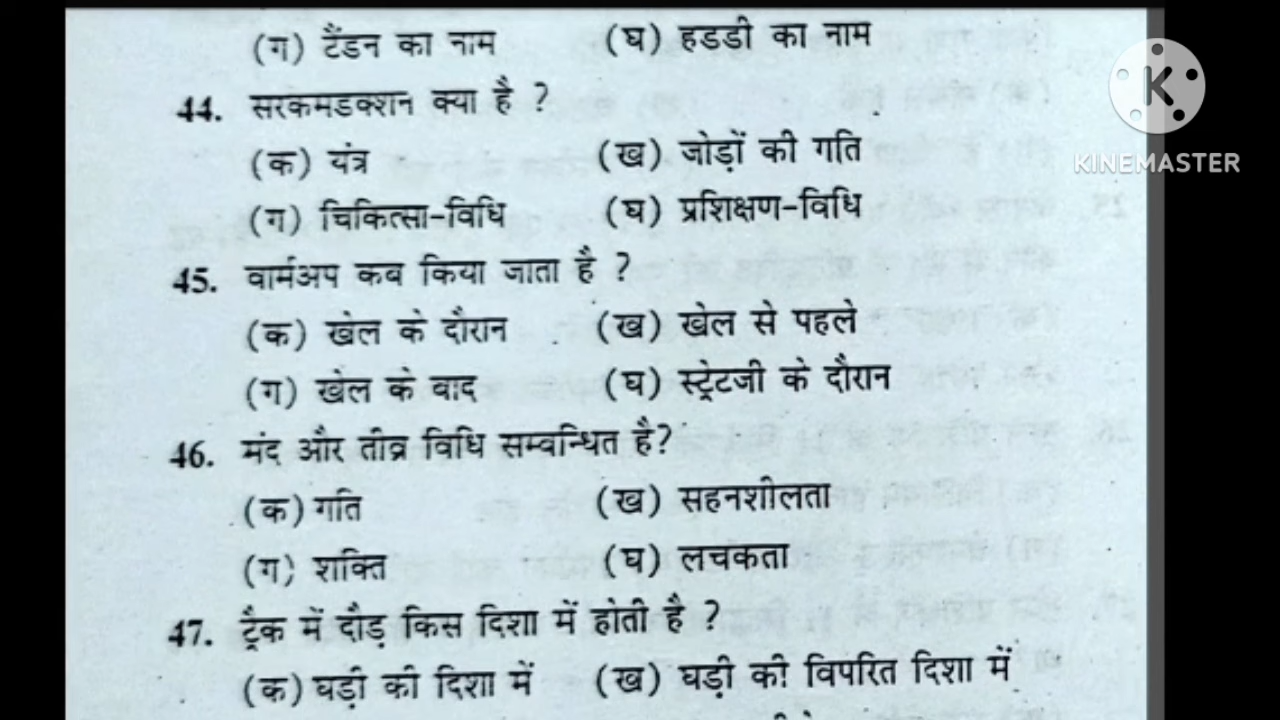 (ग) टैंडन का नाम (घ) हडडी का नाम
44. सरकमडक्शन क्या है ?
(क) यंत्र (ख) जोड़ों की गति
(ग) चिकित्सा-विधि (घ) प्रशिक्षण-विधि
45. वार्मअप कब किया जाता है ?
(क) खेल के दौरान (ख) खेल से पहले
(ग) खेल के बाद (घ) स्ट्रेटजी के दौरान
46. मंद और तीव्र विधि सम्वन्धित है?
(क) गति (ख) सहनशीलता
(ग) शक्ति (घ) लचकता
47. ट्रैक में दौड़ किस दिशा में होती है ?
(क) घड़ी की दिशा में (ख) घड़ी की विपरित दिशा में
K
KINEMASTER